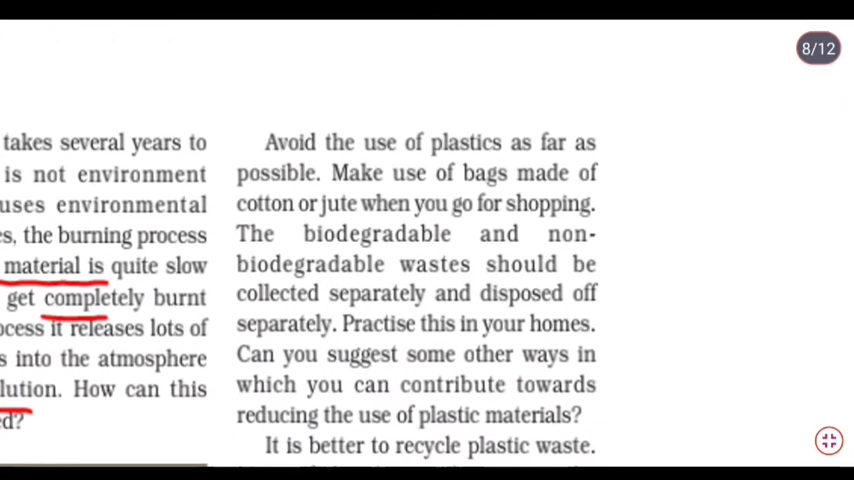 8/12
takes several years to
is not environment
uses environmental
es, the burning process
material is quite slow
get completely burnt
ocess it releases lots of
s into the atmosphere
lution. How can this
ed?
Avoid the use of plastics as far as
possible. Make use of bags made of
cotton or jute when you go for shopping.
The biodegradable and non-
biodegradable wastes should be
collected separately and disposed off
separately. Practise this in your homes.
Can you suggest some other ways in
which you can contribute towards
reducing the use of plastic materials?
It is better to recycle plastic waste.